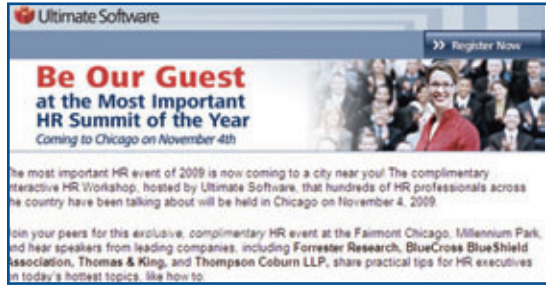 Ultimate Software
>> Register Now
Be Our Guest
at the Most Important
HR Summit of the Year
Coming to Chicago on November 4th
he most important HR event of 2009 is now coming to a city near you! The complimentary
nteractive HR Workshop, hosted by Ultimate Software, that hundreds of HR professionals across
he country have been talking about will be held in Chicago on November 4, 2009.
oin your peers for this exclusive, complimentary HR event at the Fairmont Chicago, Millennium Park,
nd hear speakers from leading companies, including Forrester Research, BlueCross BlueShield
Association, Thomas & King, and Thompson Coburn LLP, share practical tips for HR executives
on today's hottest topics, like how to: